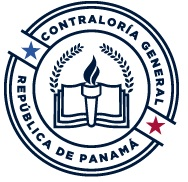 CONTRALORÍA GENERAL
REPÚBLICA DE PANAMÁ